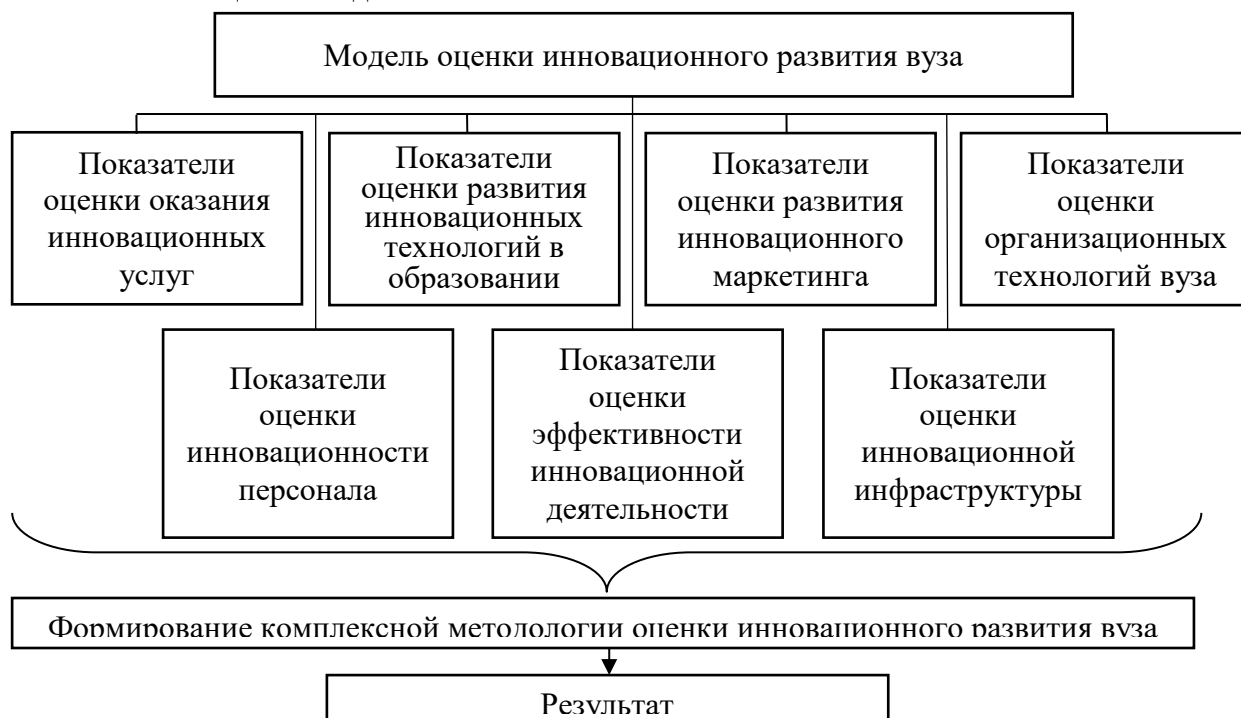 Модель оценки инновационного развития вуза
Показатели
оценки оказания
инновационных
услуг
Показатели
оценки развития
инновационных
технологий в
образовании
Показатели
оценки развития
инновационного
маркетинга
Показатели
оценки
организационных
технологий вуза
Показатели
оценки
инновационности
персонала
Показатели
оценки
эффективности
инновационной
деятельности
Показатели
оценки
инновационной
инфраструктуры
Формирование комплексной методологии оценки инновационного развития вуза
Результат